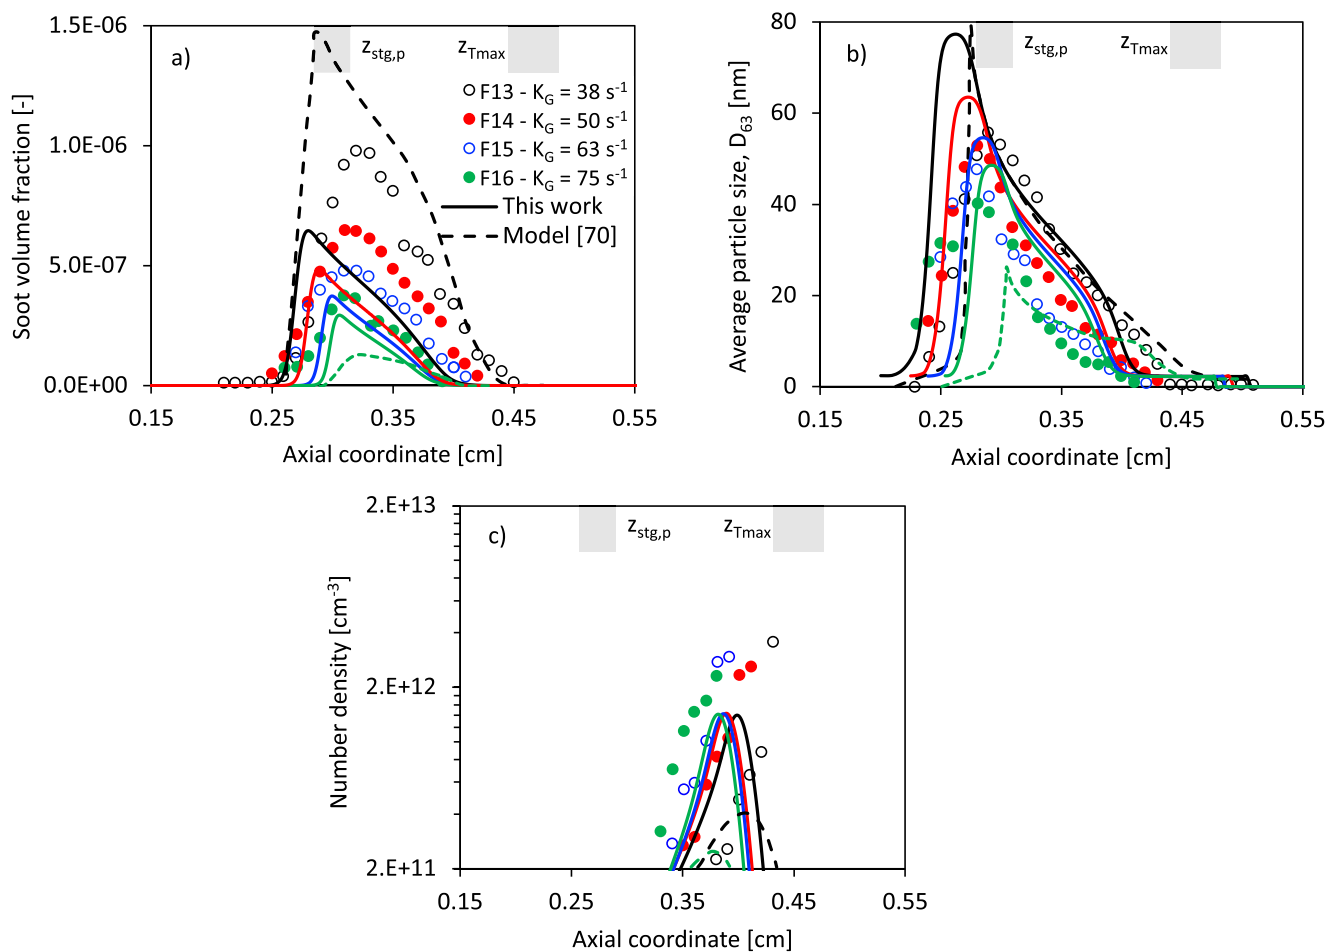 a)
z_stg,p
z_Tmax
F13 - K_G = 38 s⁻¹
F14 - K_G = 50 s⁻¹
F15 - K_G = 63 s⁻¹
F16 - K_G = 75 s⁻¹
This work
Model [70]
Soot volume fraction [-]
1.5E-06
1.0E-06
5.0E-07
0.0E+00
0.15 0.25 0.35 0.45 0.55
Axial coordinate [cm]
b)
z_stg,p
z_Tmax
Average particle size, D₆₃ [nm]
80
60
40
20
0
0.15 0.25 0.35 0.45 0.55
Axial coordinate [cm]
c)
z_stg,p
z_Tmax
Number density [cm⁻³]
2.E+13
2.E+12
2.E+11
0.15 0.25 0.35 0.45 0.55
Axial coordinate [cm]